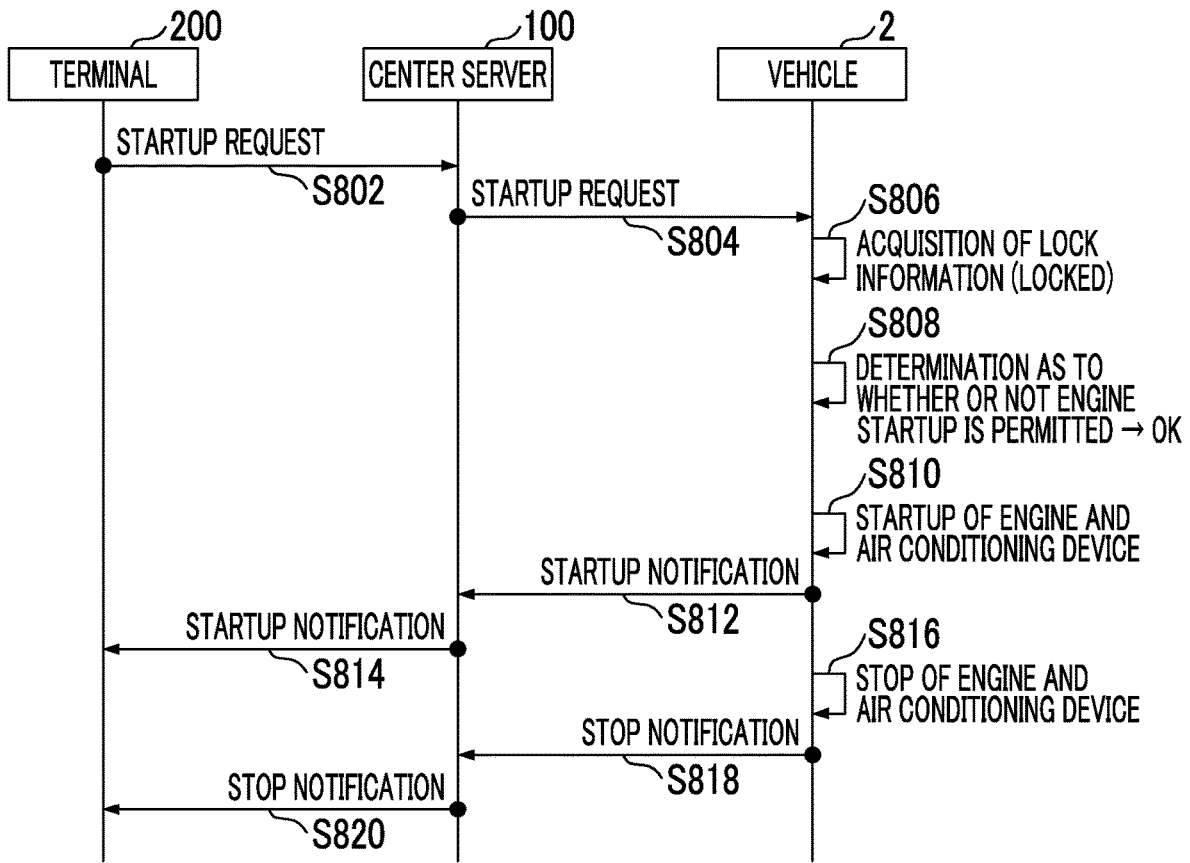 200
100
2
TERMINAL
CENTER SERVER
VEHICLE
STARTUP REQUEST
S802
STARTUP REQUEST
S804
S806
ACQUISITION OF LOCK
INFORMATION (LOCKED)
S808
DETERMINATION AS TO
WHETHER OR NOT ENGINE
STARTUP IS PERMITTED → OK
S810
STARTUP OF ENGINE AND
AIR CONDITIONING DEVICE
STARTUP NOTIFICATION
S812
STARTUP NOTIFICATION
S814
S816
STOP OF ENGINE AND
AIR CONDITIONING DEVICE
STOP NOTIFICATION
S818
STOP NOTIFICATION
S820